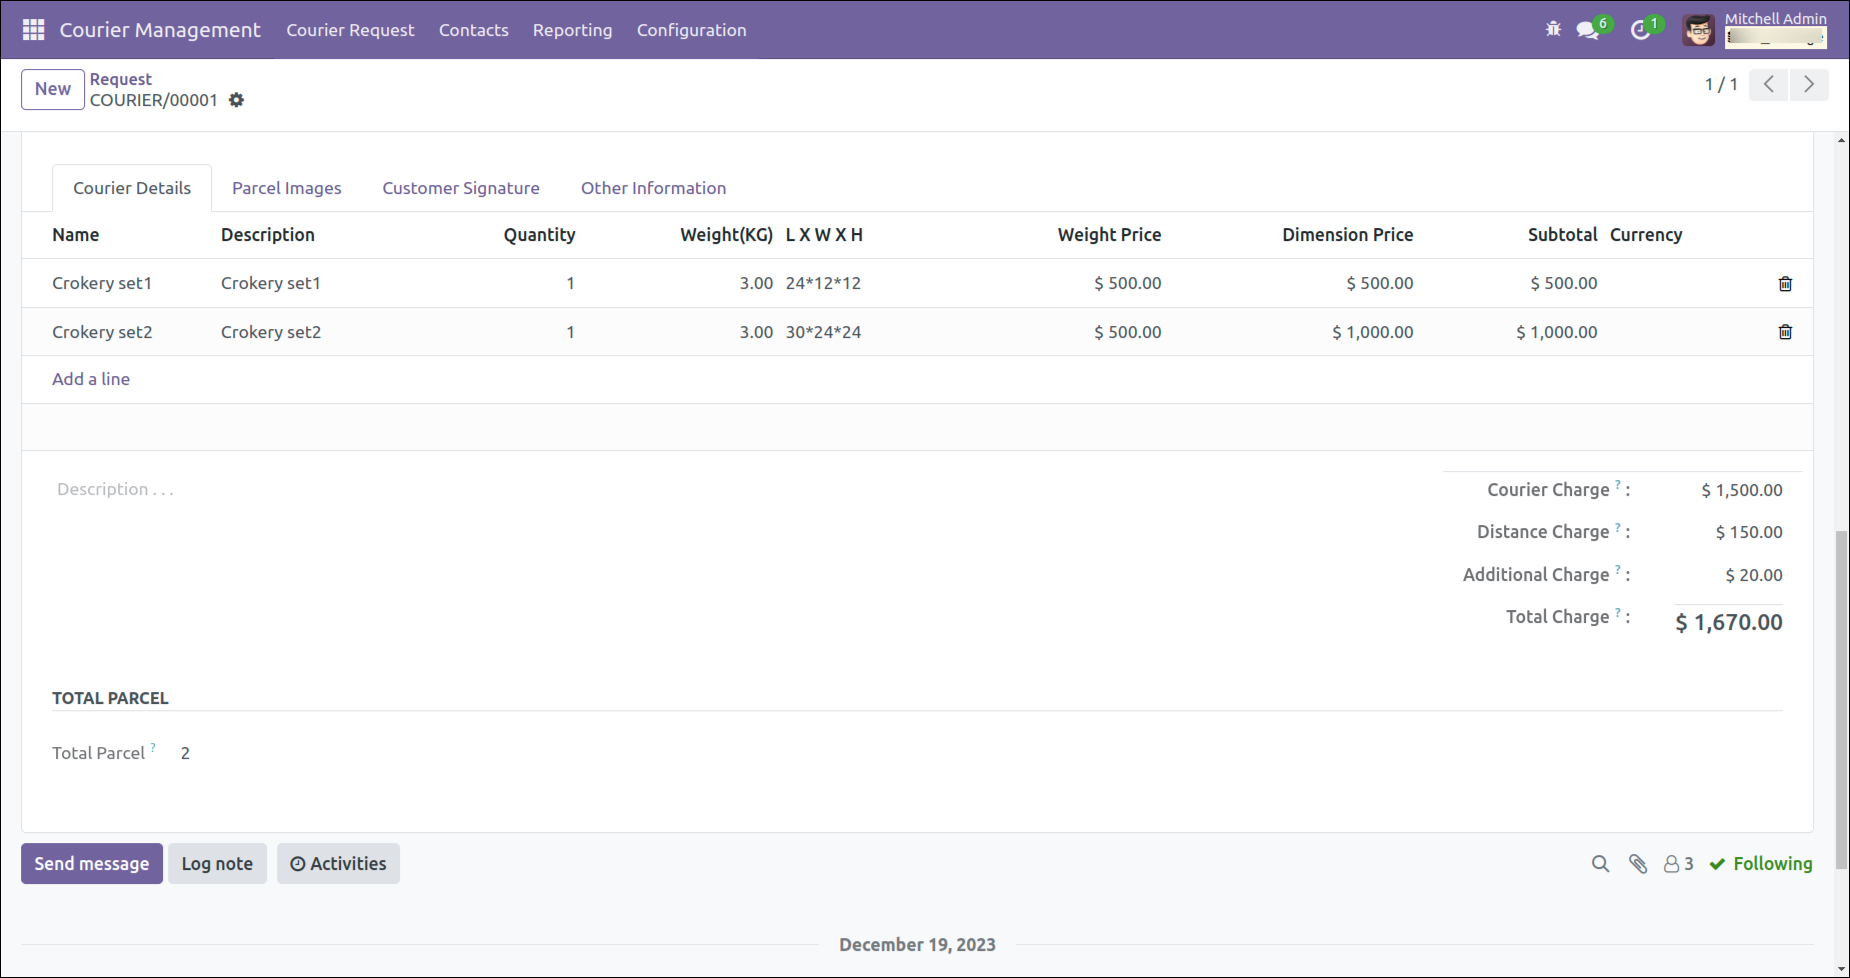 Courier Management Courier Request Contacts Reporting Configuration 6 1 Mitchell Admin
New Request 1 / 1
COURIER/00001
Courier Details Parcel Images Customer Signature Other Information
Name Description Quantity Weight(KG) L X W X H Weight Price Dimension Price Subtotal Currency
Crokery set1 Crokery set1 1 3.00 24*12*12 $ 500.00 $ 500.00 $ 500.00
Crokery set2 Crokery set2 1 3.00 30*24*24 $ 500.00 $ 1,000.00 $ 1,000.00
Add a line
Description . . . Courier Charge ? : $ 1,500.00
Distance Charge ? : $ 150.00
Additional Charge ? : $ 20.00
Total Charge ? : $ 1,670.00
TOTAL PARCEL
Total Parcel ? 2
Send message Log note Activities 3 Following
December 19, 2023